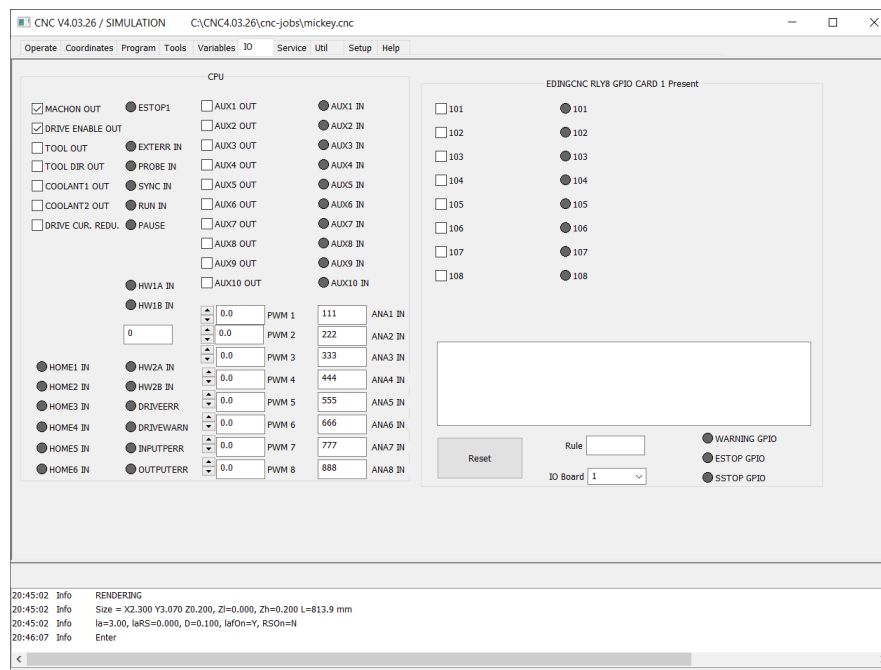 CNC V4.03.26 / SIMULATION C:\CNC4.03.26\cnc-jobs\mickey.cnc
Operate Coordinates Program Tools Variables IO Service Util Setup Help
CPU
MACHON OUT ESTOP1 AUX1 OUT AUX1 IN
DRIVE ENABLE OUT AUX2 OUT AUX2 IN
TOOL OUT EXTERR IN AUX3 OUT AUX3 IN
TOOL DIR OUT PROBE IN AUX4 OUT AUX4 IN
COOLANT1 OUT SYNC IN AUX5 OUT AUX5 IN
COOLANT2 OUT RUN IN AUX6 OUT AUX6 IN
DRIVE CUR. REDU. PAUSE AUX7 OUT AUX7 IN
AUX8 OUT AUX8 IN
AUX9 OUT AUX9 IN
HW1A IN AUX10 OUT AUX10 IN
HW1B IN 0.0 PWM 1 111 ANA1 IN
0 0.0 PWM 2 222 ANA2 IN
0.0 PWM 3 333 ANA3 IN
HOME1 IN HW2A IN 0.0 PWM 4 444 ANA4 IN
HOME2 IN HW2B IN 0.0 PWM 5 555 ANA5 IN
HOME3 IN DRIVEERR 0.0 PWM 6 666 ANA6 IN
HOME4 IN DRIVEWARN 0.0 PWM 7 777 ANA7 IN
HOME5 IN INPUTPERR 0.0 PWM 8 888 ANA8 IN
HOME6 IN OUTPUTERR
EDINGCNC RLY8 GPIO CARD 1 Present
101 101
102 102
103 103
104 104
105 105
106 106
107 107
108 108
Reset Rule WARNING GPIO
ESTOP GPIO
IO Board 1 SSTOP GPIO
20:45:02 Info RENDERING
20:45:02 Info Size = X2.300 Y3.070 Z0.200, Zl=0.000, Zh=0.200 L=813.9 mm
20:45:02 Info la=3.00, laRS=0.000, D=0.100, lafOn=Y, RSOn=N
20:46:07 Info Enter